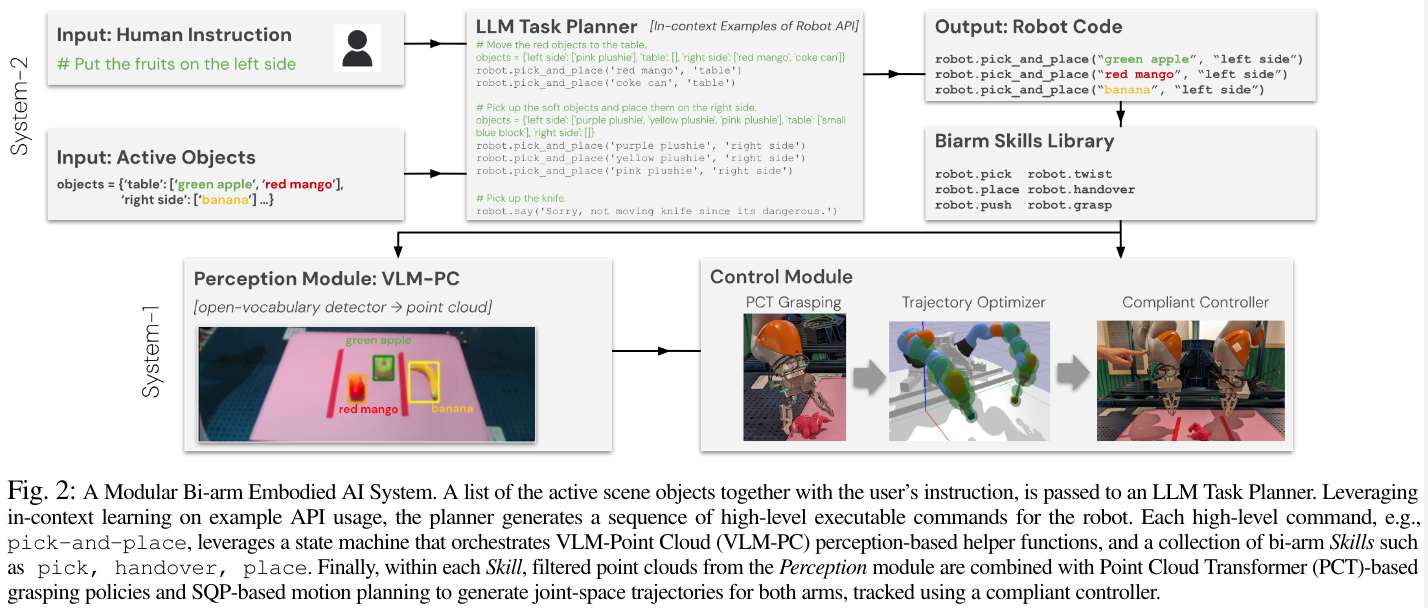 System-2
Input: Human Instruction
# Put the fruits on the left side
Input: Active Objects
objects = {‘table’: [‘green apple’, ‘red mango’],
‘right side’: [‘banana’] ...}
LLM Task Planner [In-context Examples of Robot API]
# Move the red objects to the table.
objects = {'left side': ['pink plushie'], 'table': [], 'right side': ['red mango', 'coke can']}
robot.pick_and_place('red mango', 'table')
robot.pick_and_place('coke can', 'table')
# Pick up the soft objects and place them on the right side.
objects = {'left side': ['purple plushie', 'yellow plushie', 'pink plushie'], 'table': ['small
blue block'], 'right side': []}
robot.pick_and_place('purple plushie', 'right side')
robot.pick_and_place('yellow plushie', 'right side')
robot.pick_and_place('pink plushie', 'right side')
# Pick up the knife.
robot.say('Sorry, not moving knife since its dangerous.')
Output: Robot Code
robot.pick_and_place(“green apple”, “left side”)
robot.pick_and_place(“red mango”, “left side”)
robot.pick_and_place(“banana”, “left side”)
Biarm Skills Library
robot.pick robot.twist
robot.place robot.handover
robot.push robot.grasp
System-1
Perception Module: VLM-PC
[open-vocabulary detector → point cloud]
green apple
red mango
banana
Control Module
PCT Grasping
Trajectory Optimizer
Compliant Controller
Fig. 2: A Modular Bi-arm Embodied AI System. A list of the active scene objects together with the user’s instruction, is passed to an LLM Task Planner. Leveraging
in-context learning on example API usage, the planner generates a sequence of high-level executable commands for the robot. Each high-level command, e.g.,
pick-and-place, leverages a state machine that orchestrates VLM-Point Cloud (VLM-PC) perception-based helper functions, and a collection of bi-arm Skills such
as pick, handover, place. Finally, within each Skill, filtered point clouds from the Perception module are combined with Point Cloud Transformer (PCT)-based
grasping policies and SQP-based motion planning to generate joint-space trajectories for both arms, tracked using a compliant controller.